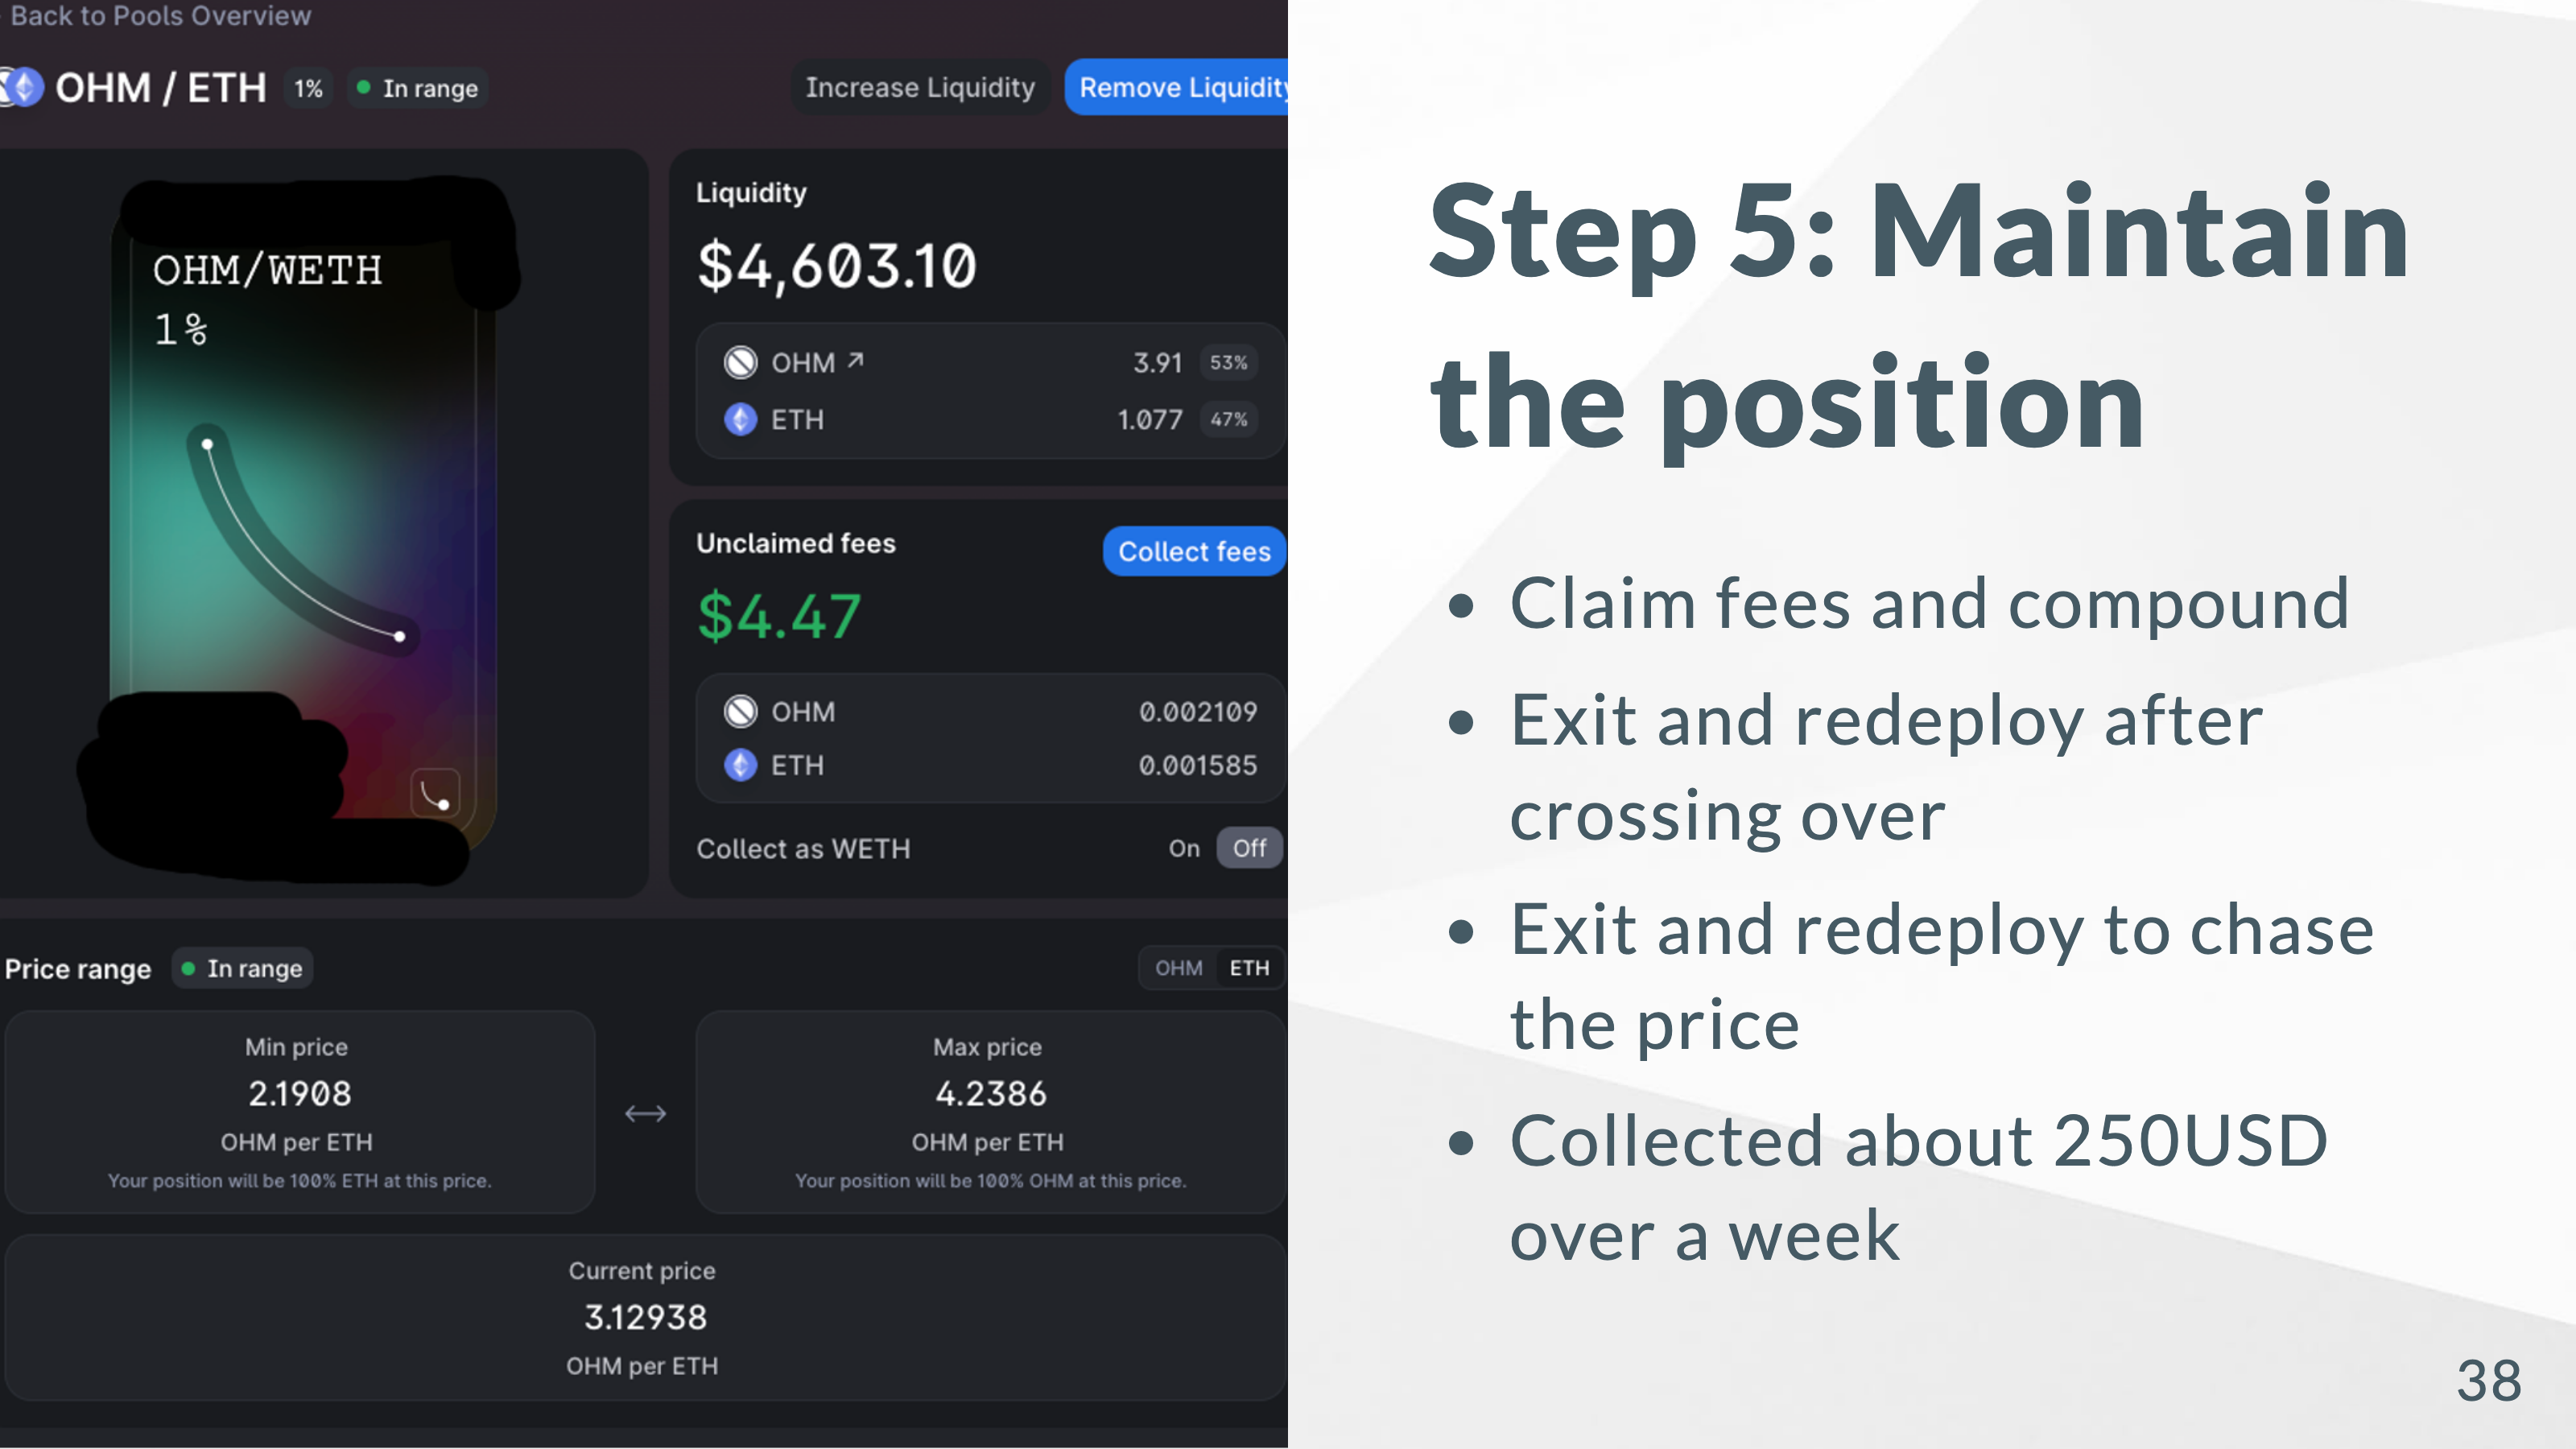 Back to Pools Overview
OHM / ETH 1% In range
Increase Liquidity
Remove Liquidity
OHM/WETH
1%
Liquidity
$4,603.10
OHM ↗ 3.91 53%
ETH 1.077 47%
Unclaimed fees
Collect fees
$4.47
OHM 0.002109
ETH 0.001585
Collect as WETH On Off
Price range In range
OHM ETH
Min price
2.1908
OHM per ETH
Your position will be 100% ETH at this price.
Max price
4.2386
OHM per ETH
Your position will be 100% OHM at this price.
Current price
3.12938
OHM per ETH
Step 5: Maintain
the position
• Claim fees and compound
• Exit and redeploy after
crossing over
• Exit and redeploy to chase
the price
• Collected about 250USD
over a week
38